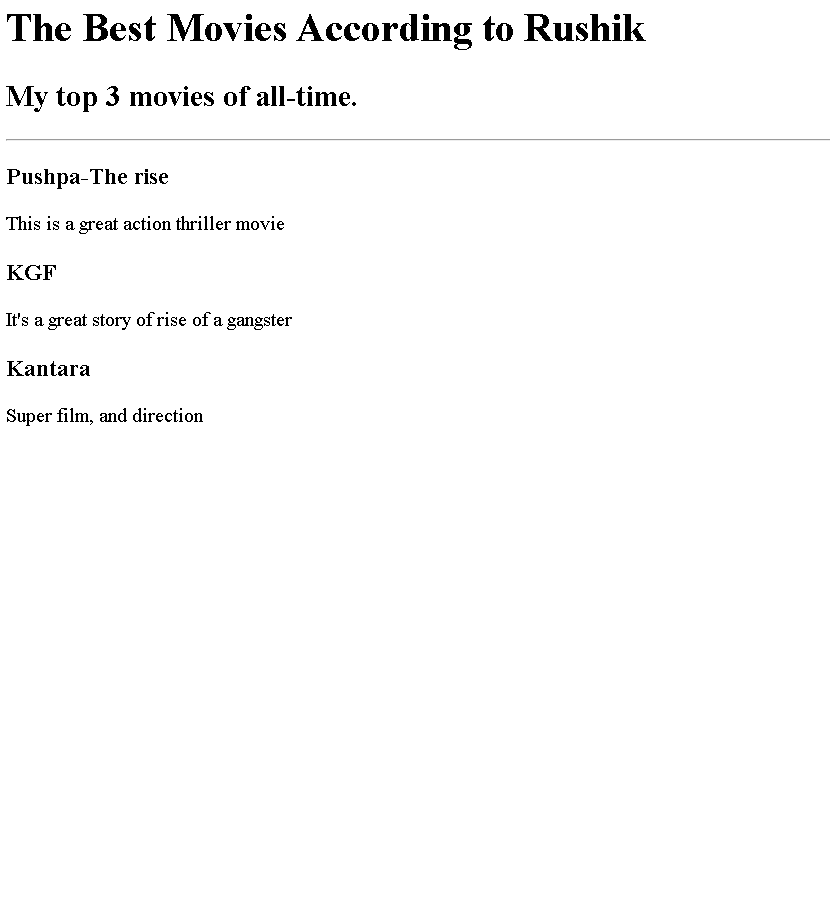 The Best Movies According to Rushik
My top 3 movies of all-time.
Pushpa-The rise
This is a great action thriller movie
KGF
It's a great story of rise of a gangster
Kantara
Super film, and direction